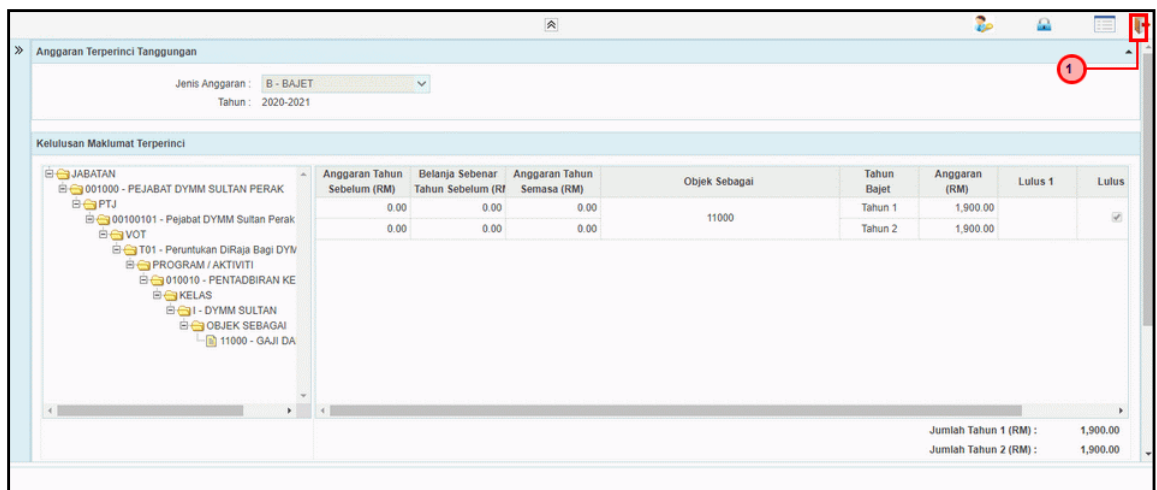 1
Anggaran Terperinci Tanggungan
Jenis Anggaran : B - BAJET
Tahun : 2020-2021
Kelulusan Maklumat Terperinci
JABATAN
001000 - PEJABAT DYMM SULTAN PERAK
PTJ
00100101 - Pejabat DYMM Sultan Perak
VOT
T01 - Peruntukan DiRaja Bagi DYM
PROGRAM / AKTIVITI
010010 - PENTADBIRAN KE
KELAS
I - DYMM SULTAN
OBJEK SEBAGAI
11000 - GAJI DA
Anggaran Tahun Sebelum (RM) Belanja Sebenar Tahun Sebelum (RM Anggaran Tahun Semasa (RM) Objek Sebagai Tahun Bajet Anggaran (RM) Lulus 1 Lulus
0.00 0.00 0.00 11000 Tahun 1 1,900.00
0.00 0.00 0.00 Tahun 2 1,900.00
Jumlah Tahun 1 (RM) : 1,900.00
Jumlah Tahun 2 (RM) : 1,900.00